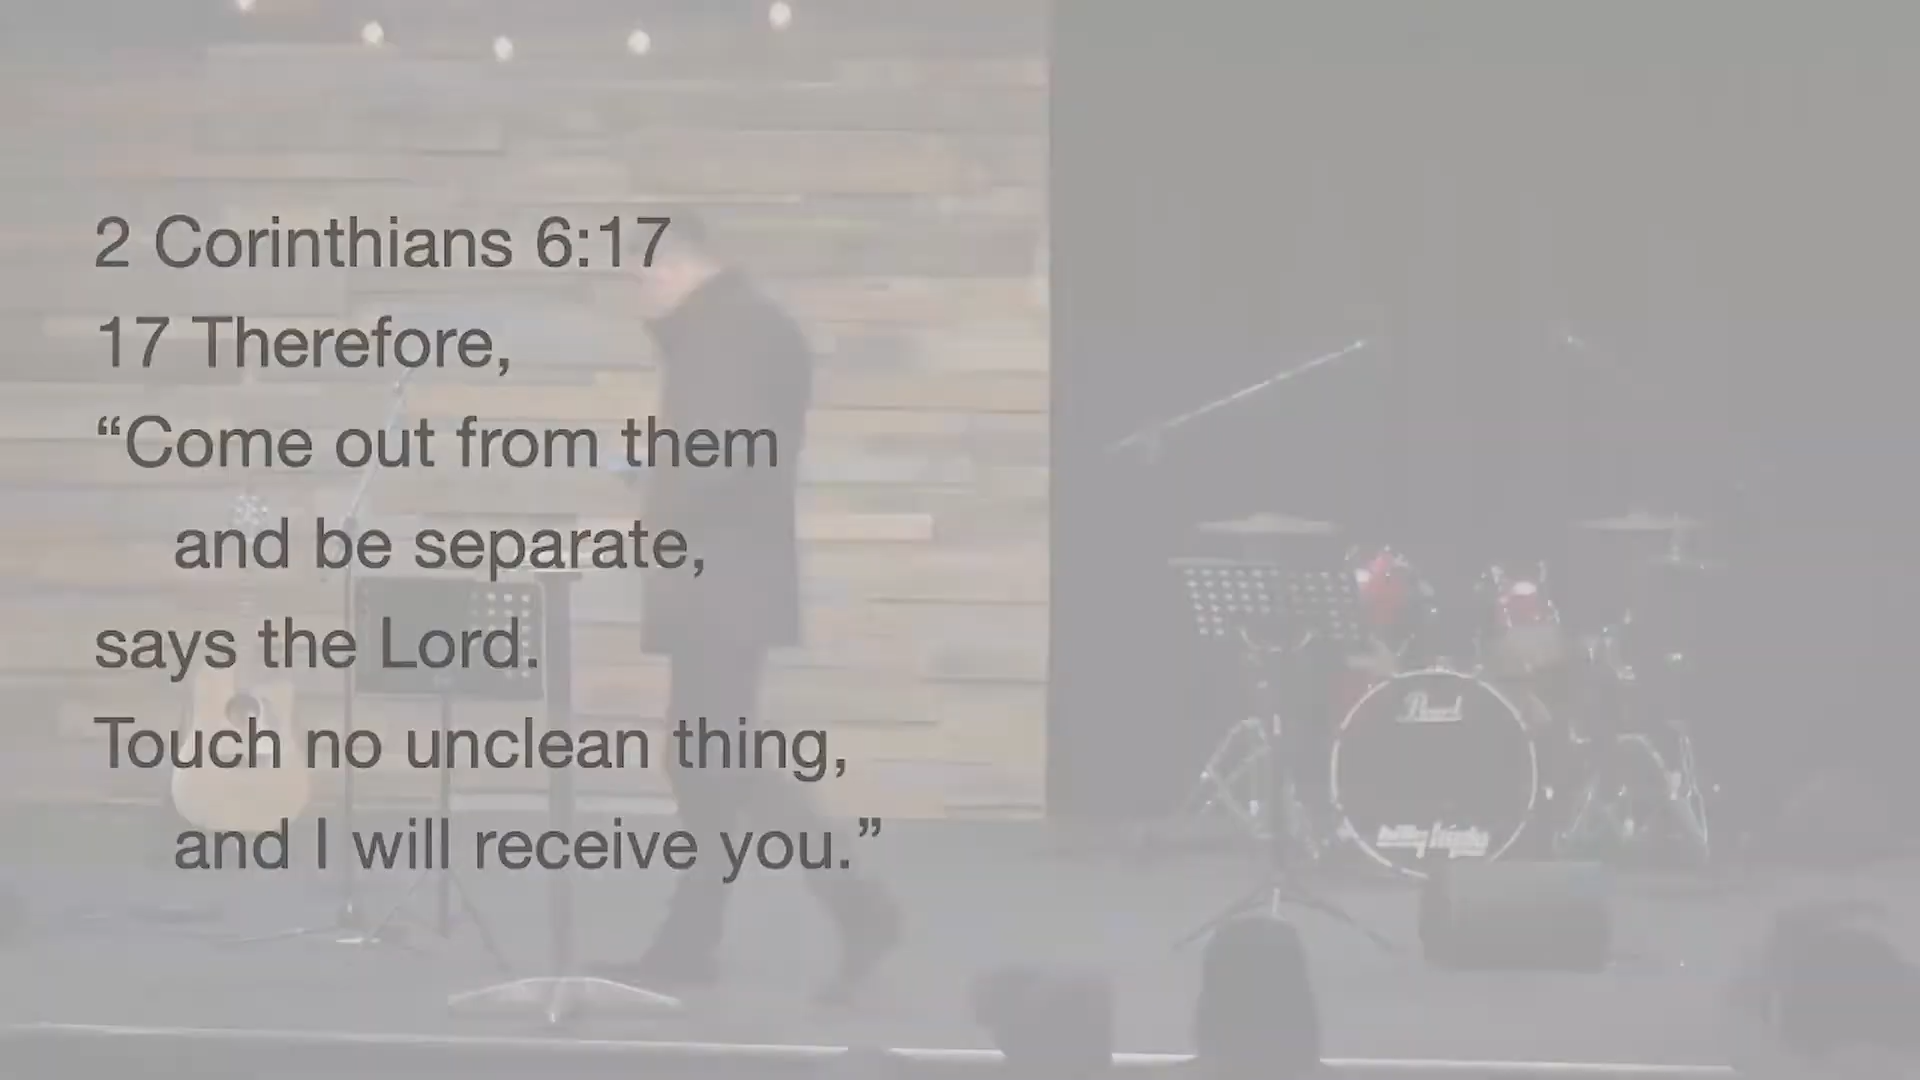 2 Corinthians 6:17
17 Therefore,
“Come out from them
and be separate,
says the Lord.
Touch no unclean thing,
and I will receive you.”
Pearl